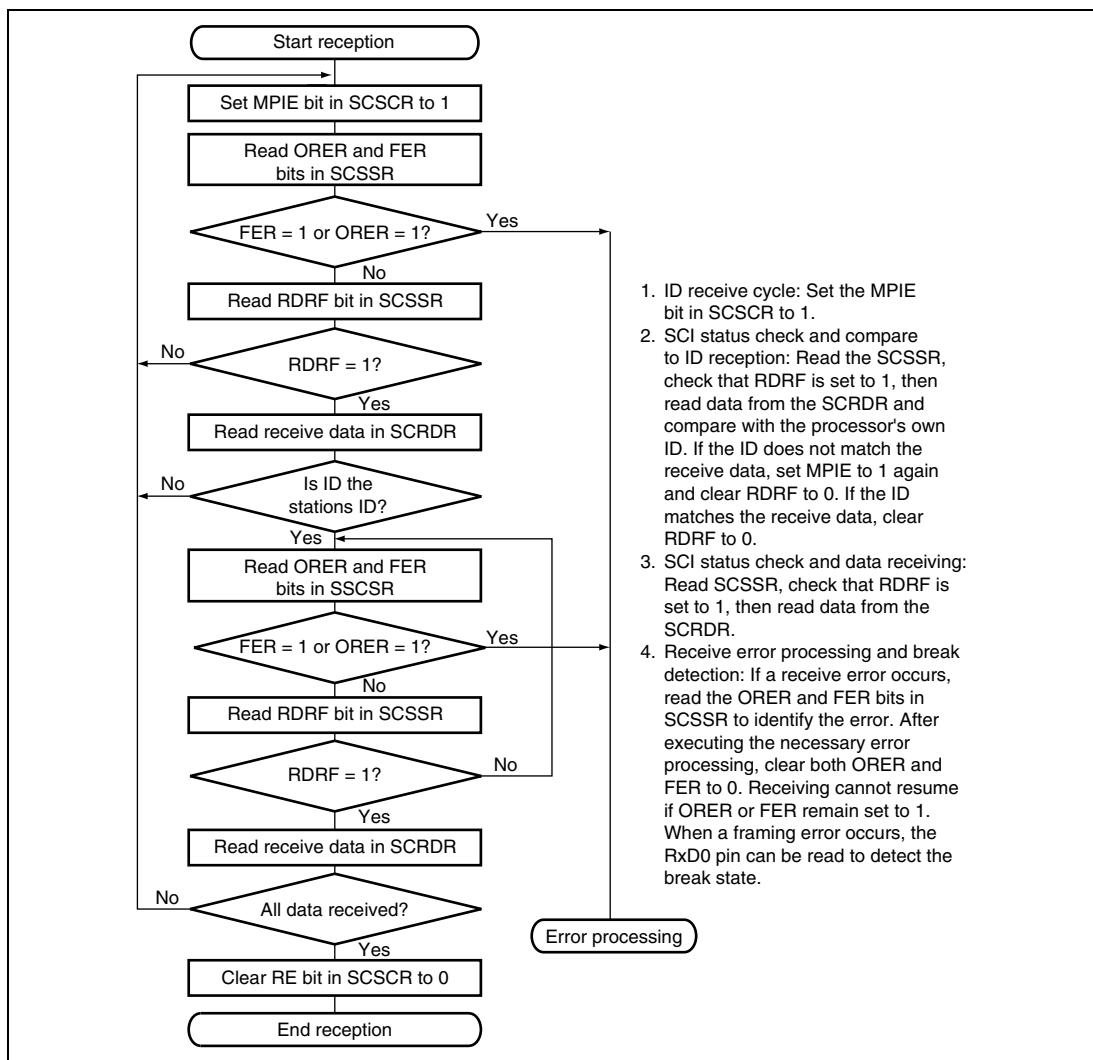 Start reception
Set MPIE bit in SCSCR to 1
Read ORER and FER
bits in SCSSR
FER = 1 or ORER = 1?
Yes
No
Read RDRF bit in SCSSR
RDRF = 1?
No
Yes
Read receive data in SCRDR
Is ID the
stations ID?
No
Yes
Read ORER and FER
bits in SSCSR
FER = 1 or ORER = 1?
Yes
No
Read RDRF bit in SCSSR
RDRF = 1?
No
Yes
Read receive data in SCRDR
All data received?
No
Yes
Clear RE bit in SCSCR to 0
End reception
Error processing
1. ID receive cycle: Set the MPIE
bit in SCSCR to 1.
2. SCI status check and compare
to ID reception: Read the SCSSR,
check that RDRF is set to 1, then
read data from the SCRDR and
compare with the processor's own
ID. If the ID does not match the
receive data, set MPIE to 1 again
and clear RDRF to 0. If the ID
matches the receive data, clear
RDRF to 0.
3. SCI status check and data receiving:
Read SCSSR, check that RDRF is
set to 1, then read data from the
SCRDR.
4. Receive error processing and break
detection: If a receive error occurs,
read the ORER and FER bits in
SCSSR to identify the error. After
executing the necessary error
processing, clear both ORER and
FER to 0. Receiving cannot resume
if ORER or FER remain set to 1.
When a framing error occurs, the
RxD0 pin can be read to detect the
break state.